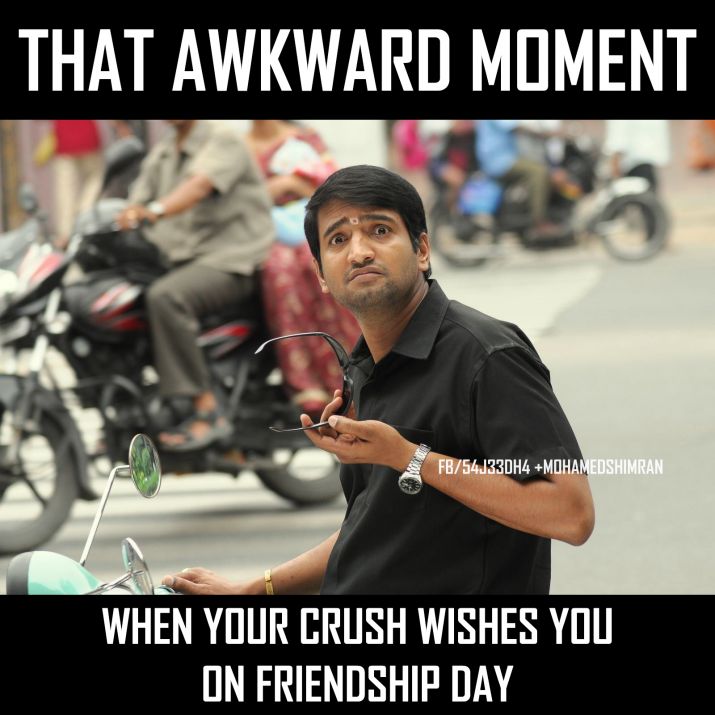 THAT AWKWARD MOMENT
FB/54J33DH4 +MOHAMEDSHIMRAN
WHEN YOUR CRUSH WISHES YOU
ON FRIENDSHIP DAY